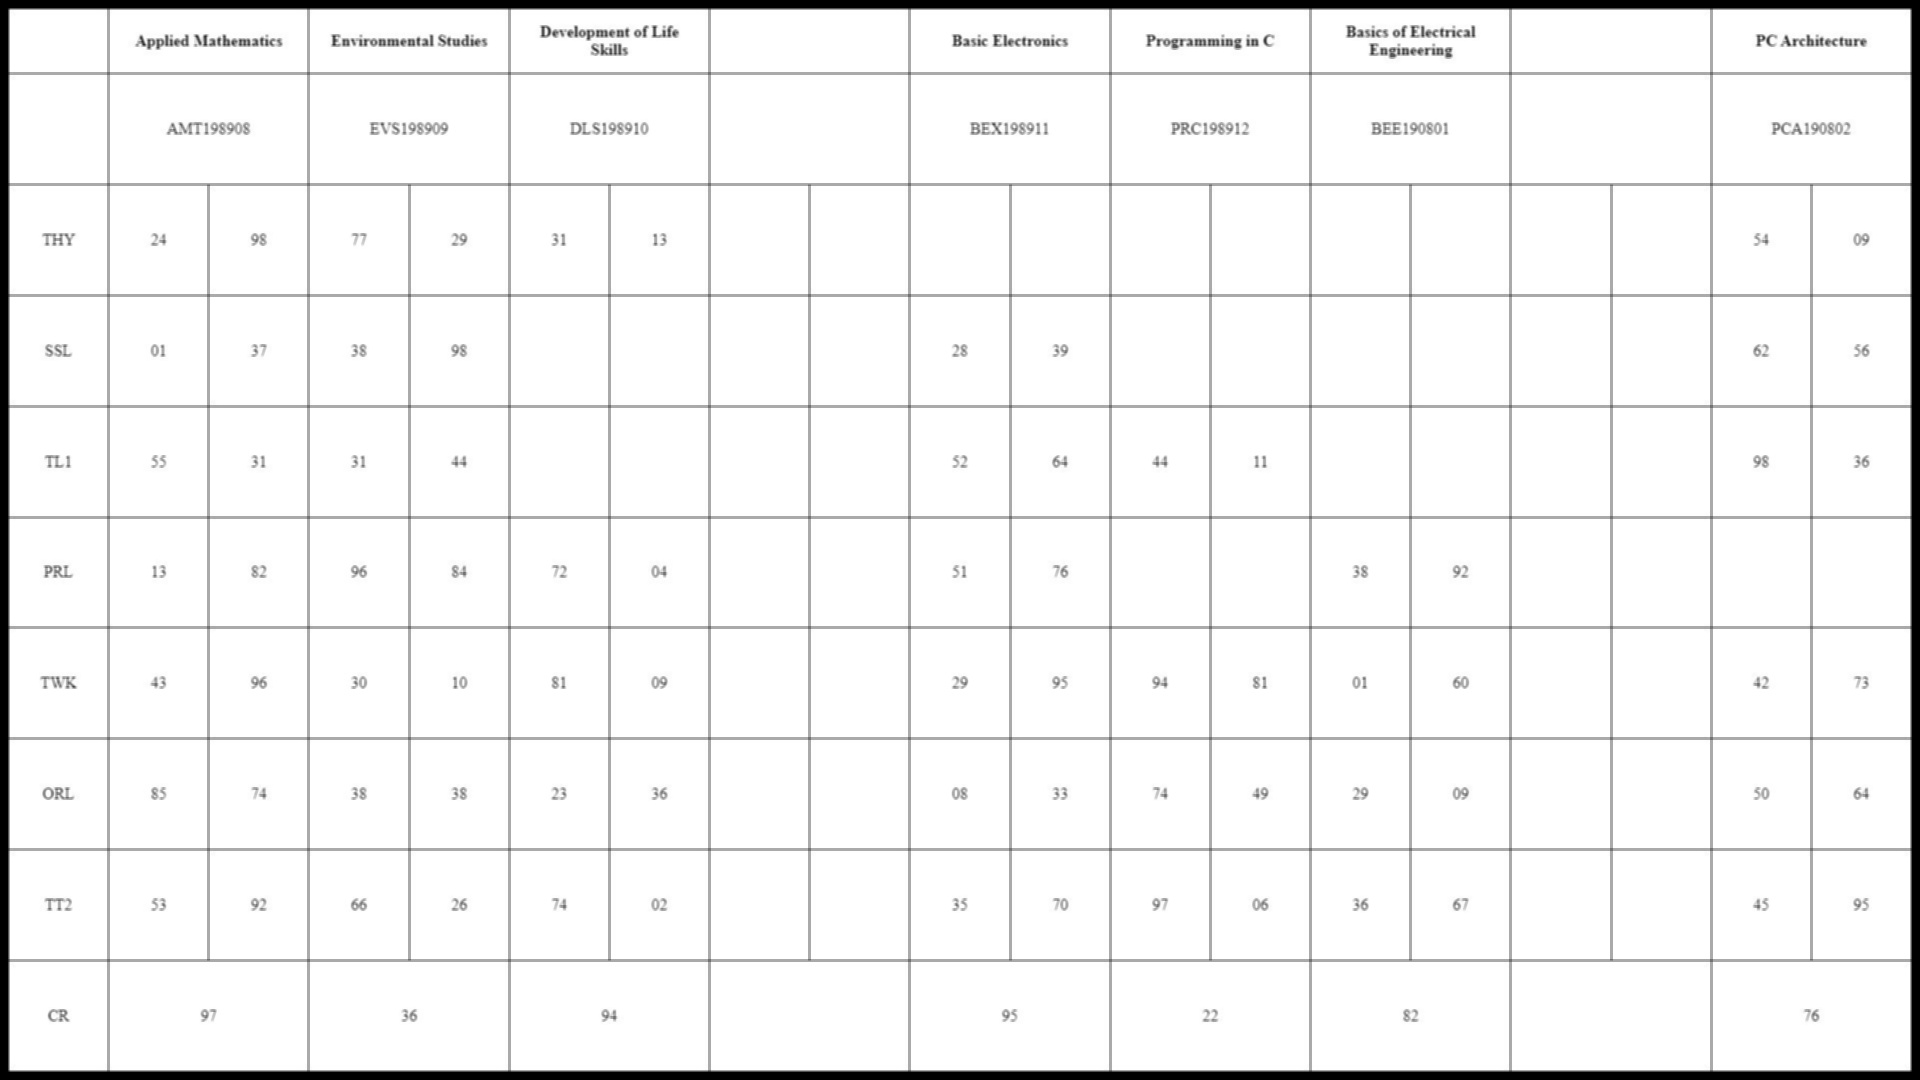 Applied Mathematics Environmental Studies Development of Life Skills Basic Electronics Programming in C Basics of Electrical Engineering PC Architecture
AMT198908 EVS198909 DLS198910 BEX198911 PRC198912 BEE190801 PCA190802
THY 24 98 77 29 31 13 54 09
SSL 01 37 38 98 28 39 62 56
TL1 55 31 31 44 52 64 44 11 98 36
PRL 13 82 96 84 72 04 51 76 38 92
TWK 43 96 30 10 81 09 29 95 94 81 01 60 42 73
ORL 85 74 38 38 23 36 08 33 74 49 29 09 50 64
TT2 53 92 66 26 74 02 35 70 97 06 36 67 45 95
CR 97 36 94 95 22 82 76